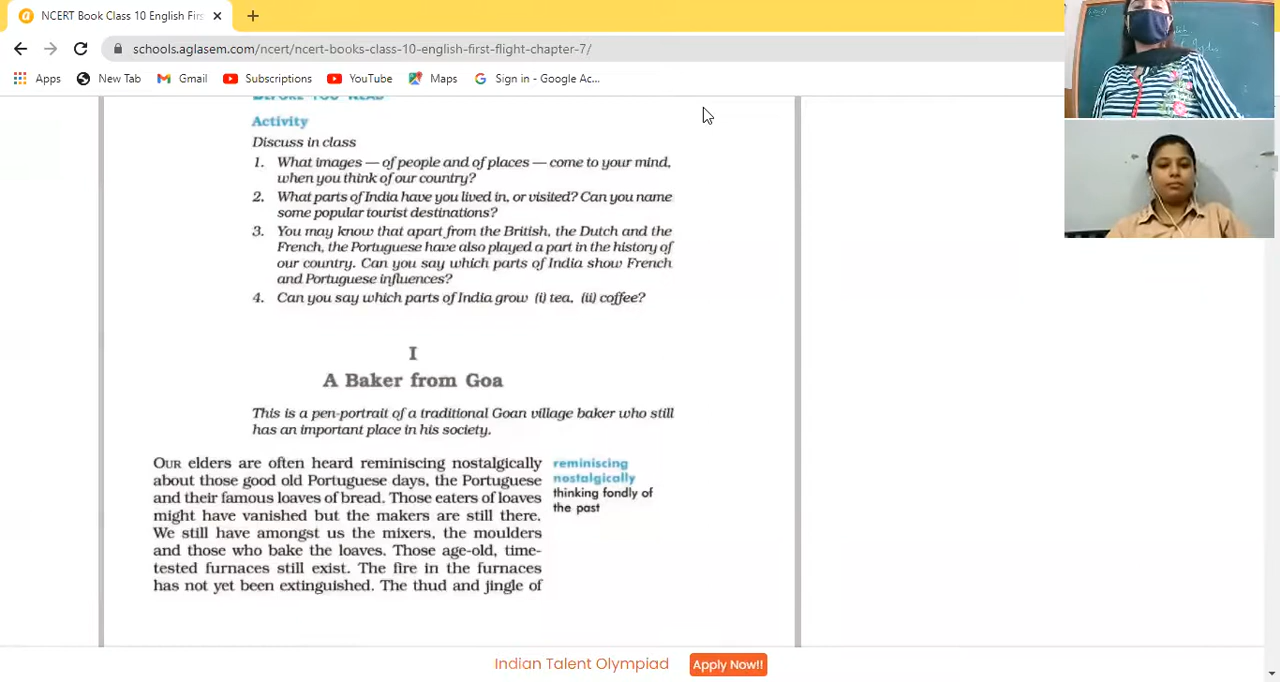 NCERT Book Class 10 English Firs
schools.aglasem.com/ncert/ncert-books-class-10-english-first-flight-chapter-7/
Apps New Tab Gmail Subscriptions YouTube Maps Sign in - Google Ac...
BEFORE YOU READ
Activity
Discuss in class
1. What images — of people and of places — come to your mind,
when you think of our country?
2. What parts of India have you lived in, or visited? Can you name
some popular tourist destinations?
3. You may know that apart from the British, the Dutch and the
French, the Portuguese have also played a part in the history of
our country. Can you say which parts of India show French
and Portuguese influences?
4. Can you say which parts of India grow (i) tea, (ii) coffee?
I
A Baker from Goa
This is a pen-portrait of a traditional Goan village baker who still
has an important place in his society.
OUR elders are often heard reminiscing nostalgically
about those good old Portuguese days, the Portuguese
and their famous loaves of bread. Those eaters of loaves
might have vanished but the makers are still there.
We still have amongst us the mixers, the moulders
and those who bake the loaves. Those age-old, time-
tested furnaces still exist. The fire in the furnaces
has not yet been extinguished. The thud and jingle of
reminiscing
nostalgically
thinking fondly of
the past
Indian Talent Olympiad Apply Now!!